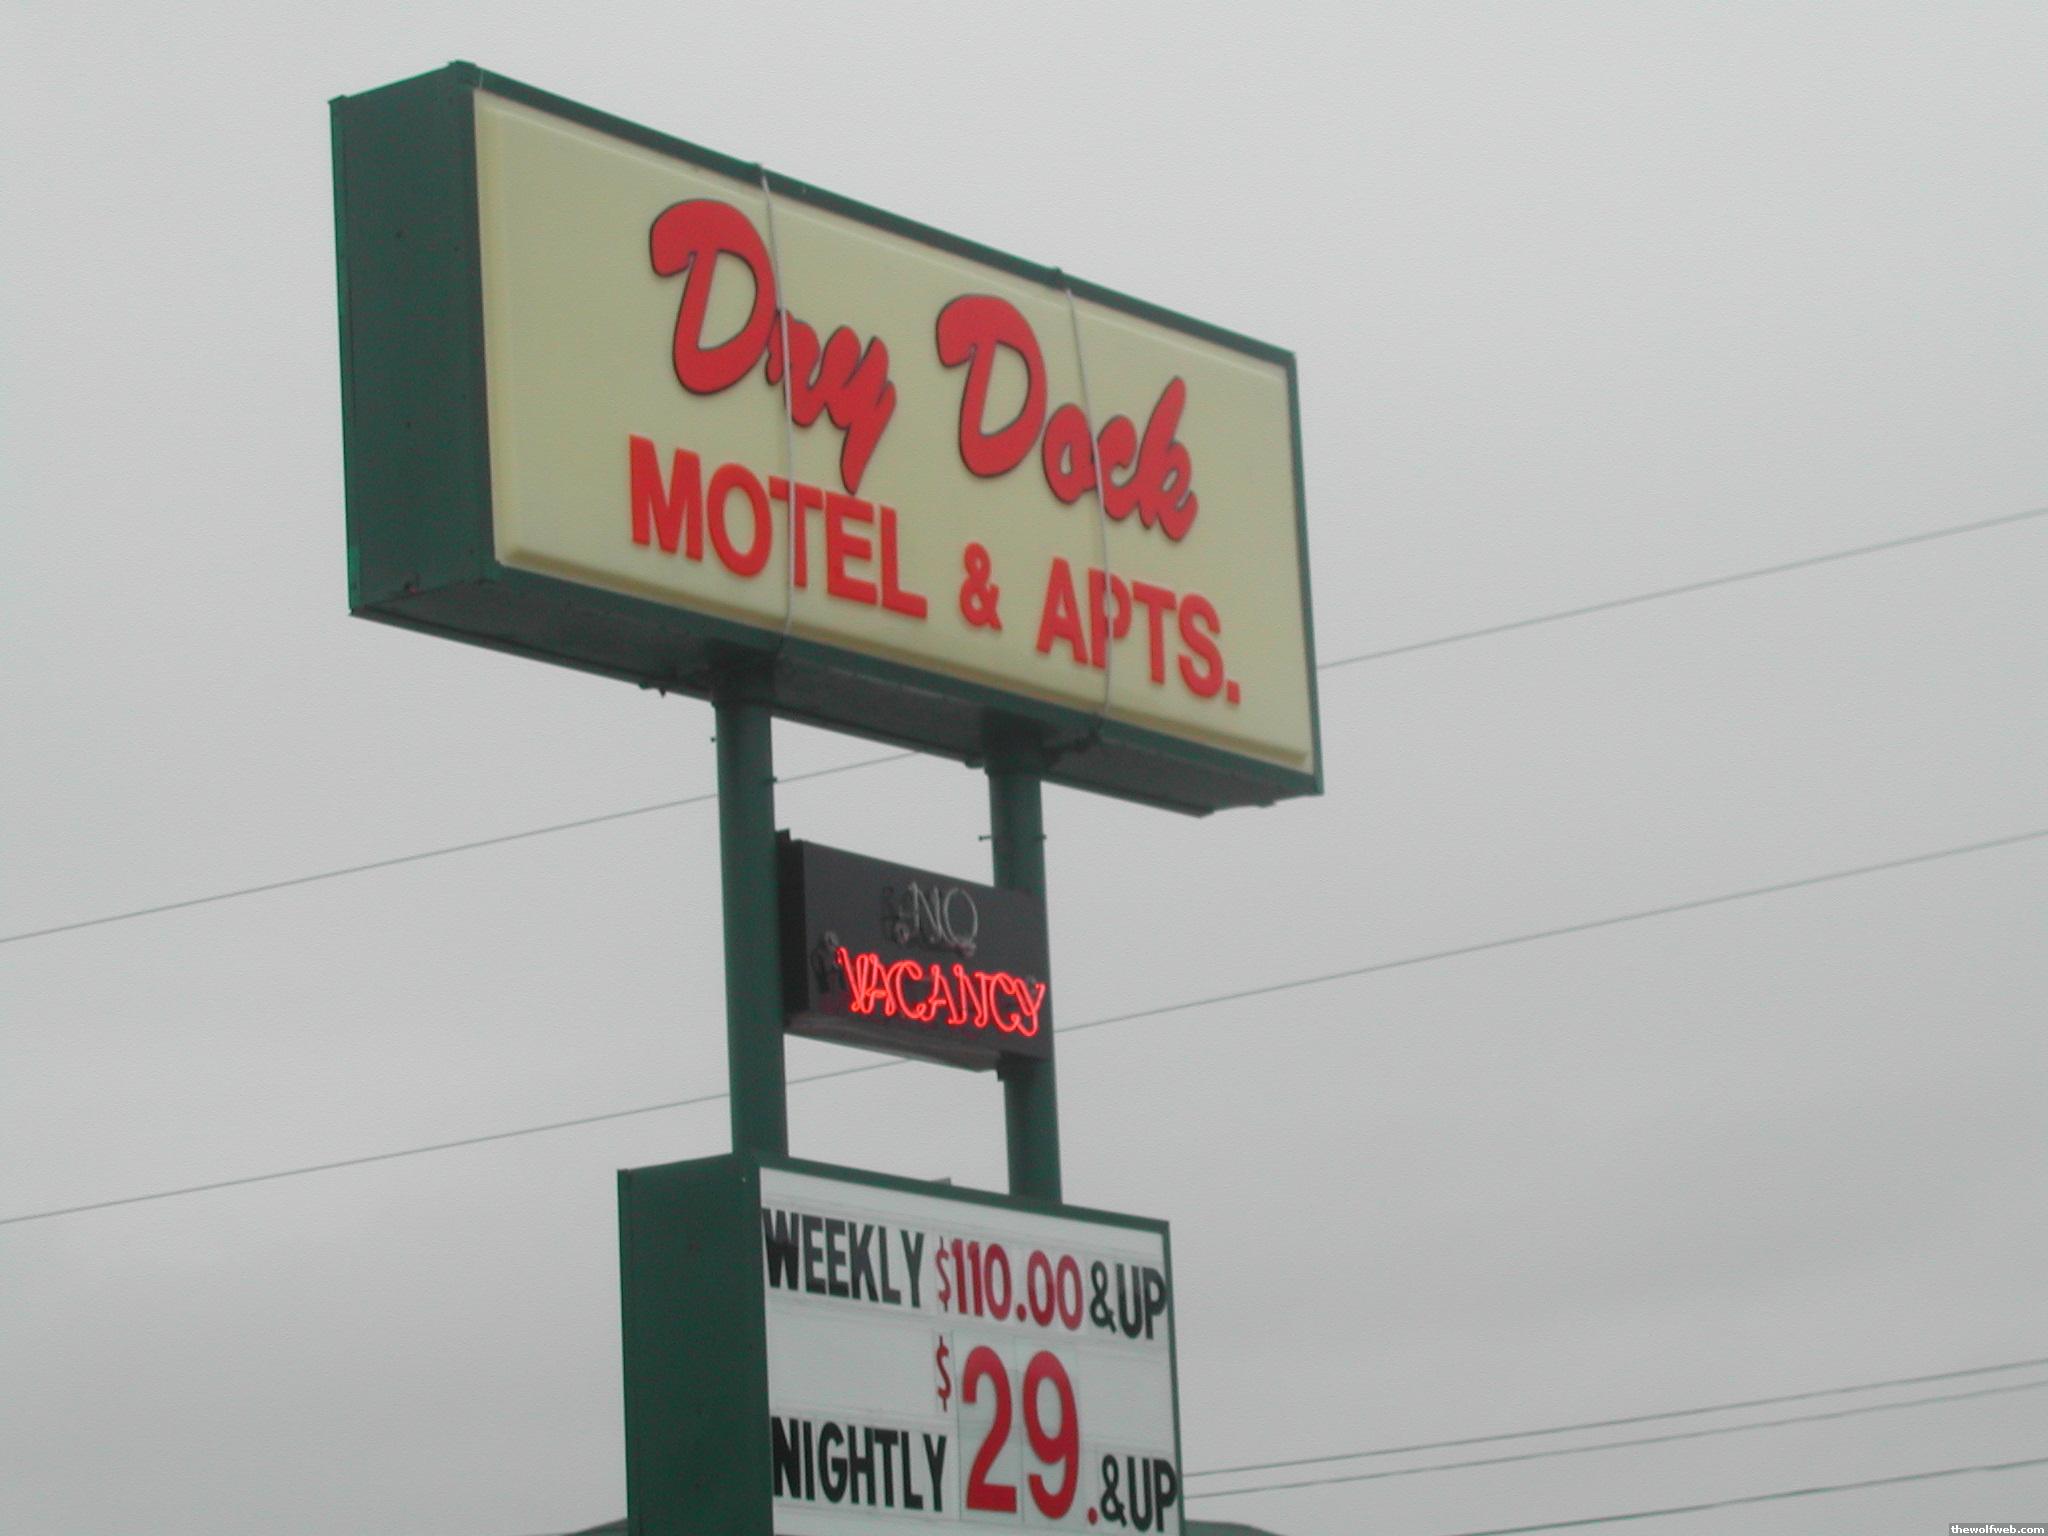 Dry Dock
MOTEL & APTS.
NO
VACANCY
WEEKLY $110.00 & UP
NIGHTLY $29. & UP
thewolfweb.com